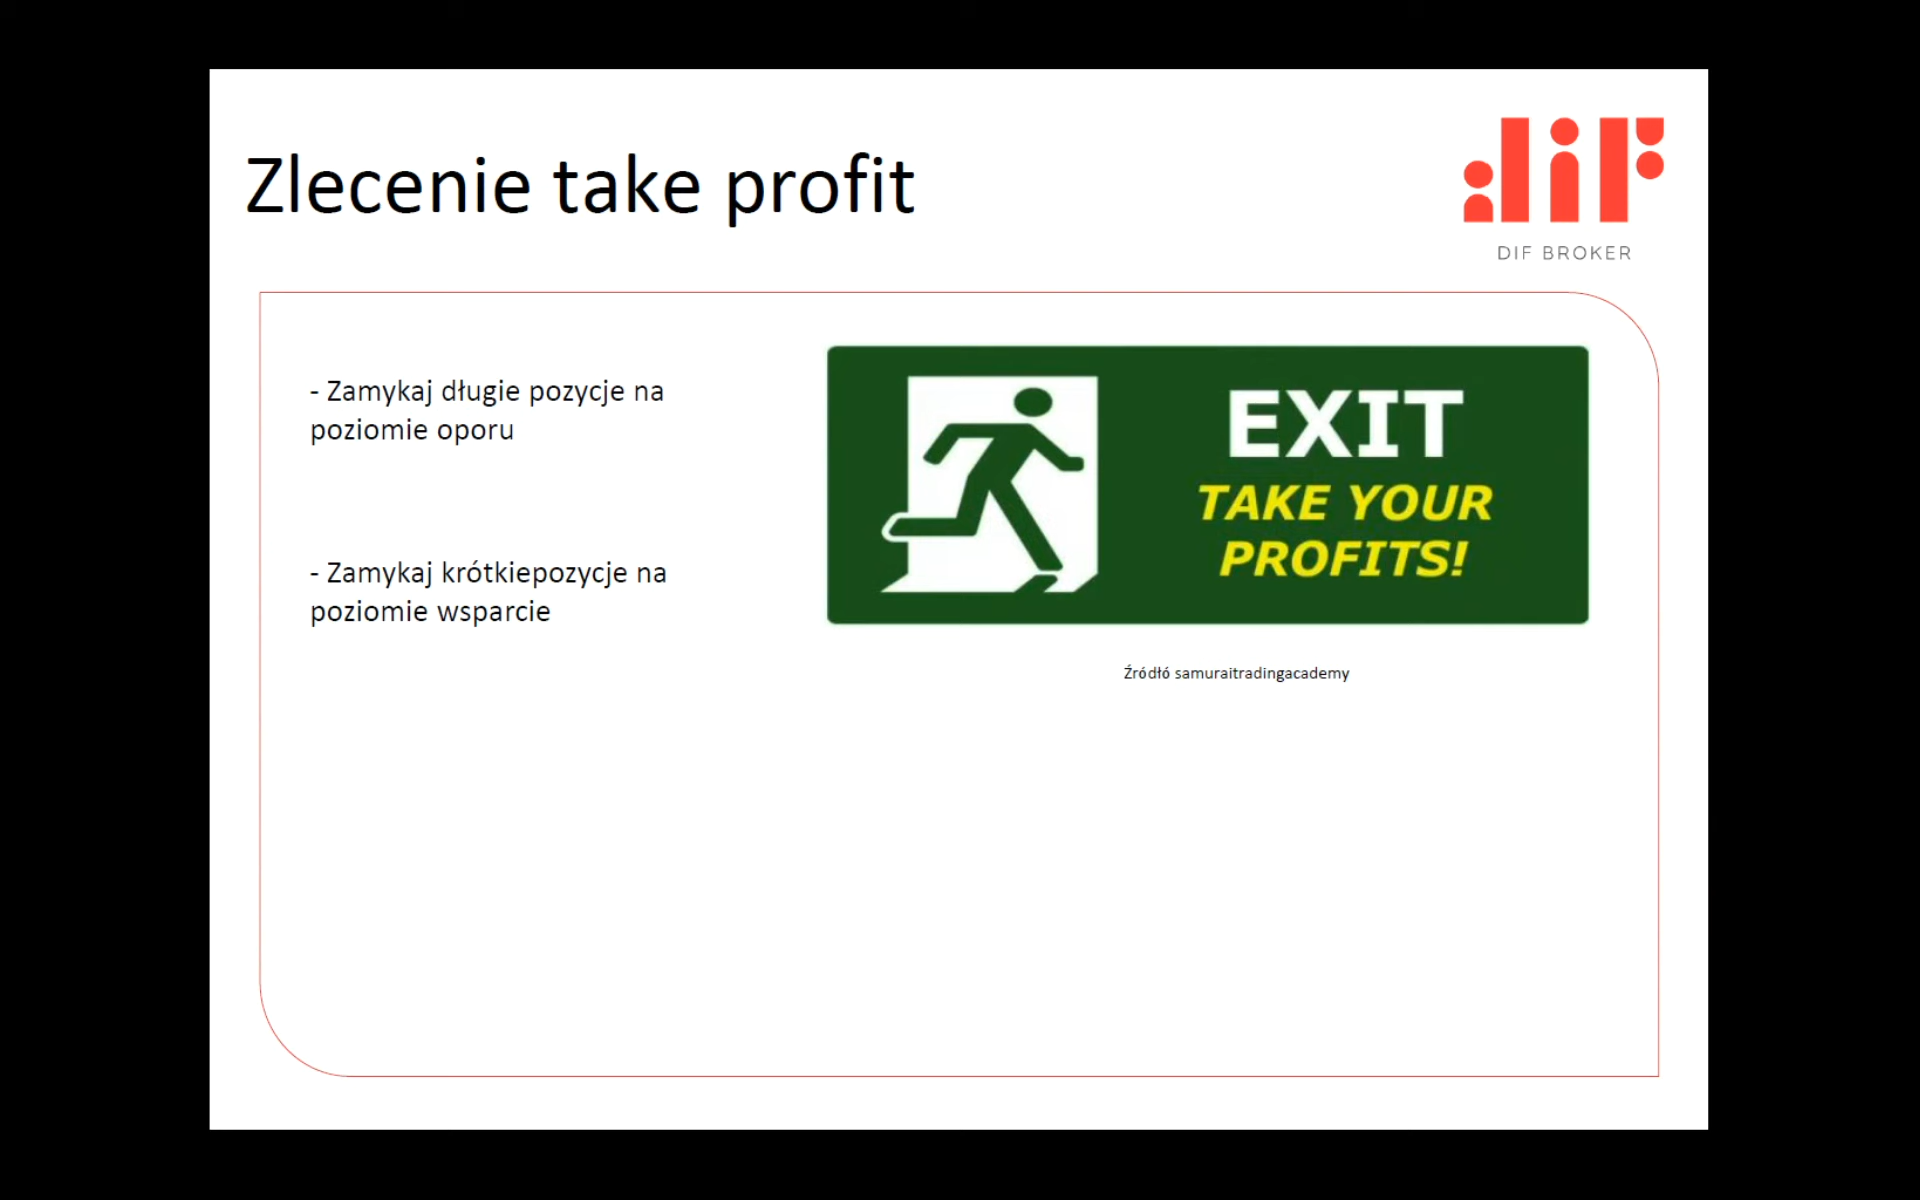 Zlecenie take profit
dif
DIF BROKER
- Zamykaj długie pozycje na
poziomie oporu
- Zamykaj krótkiepozycje na
poziomie wsparcie
EXIT
TAKE YOUR
PROFITS!
Źródłó samuraitradingacademy